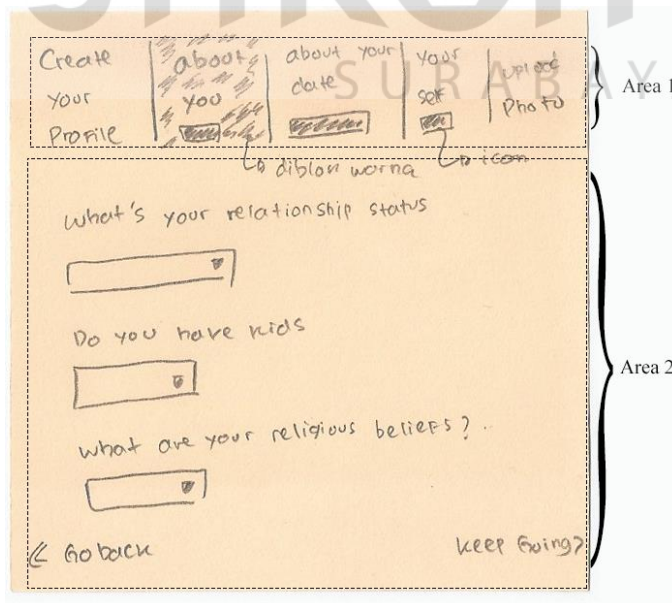 SURABAYA
Create
your
Profile
about
you
about your
date
your
self
upload
Photo
Area 1
diblok warna
icon
what's your relationship status
Do you have kids
what are your religious beliefs?
Go back
Keep Going?
Area 2